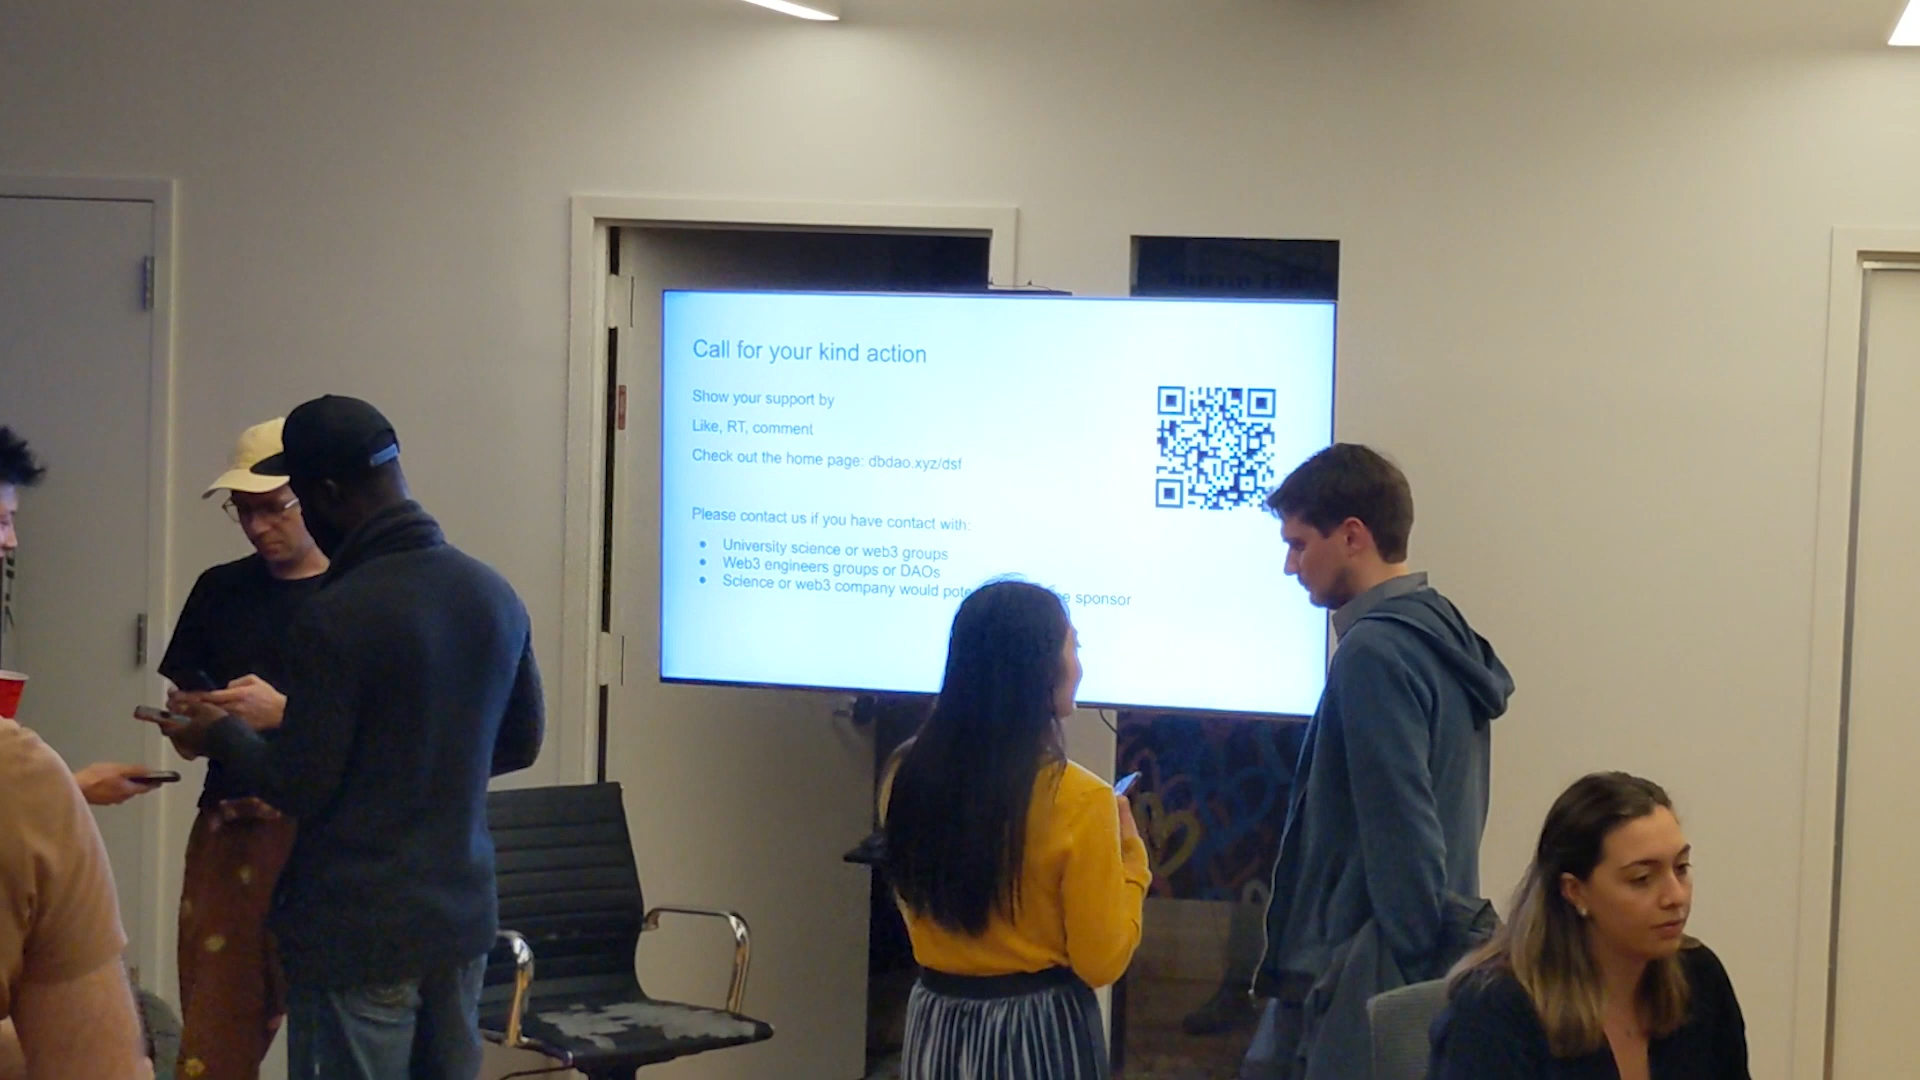 Call for your kind action
Show your support by
Like, RT, comment
Check out the home page: dbdao.xyz/dsf
Please contact us if you have contact with:
University science or web3 groups
Web3 engineers groups or DAOs
Science or web3 company would sponsor